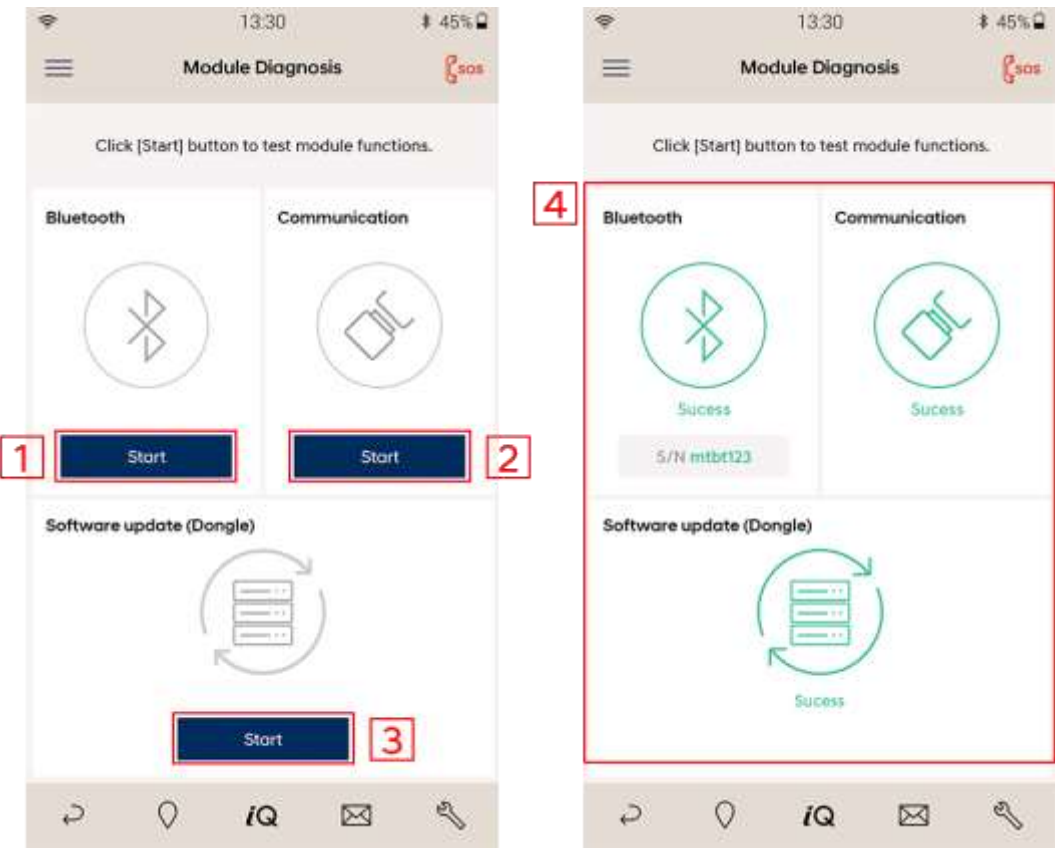 13:30
45%
Module Diagnosis
sos
Click [Start] button to test module functions.
Bluetooth
Communication
1
Start
Start
2
Software update (Dongle)
Start
3
iQ
13:30
45%
Module Diagnosis
sos
Click [Start] button to test module functions.
4
Bluetooth
Communication
Sucess
Sucess
S/N mtbt123
Software update (Dongle)
Sucess
iQ